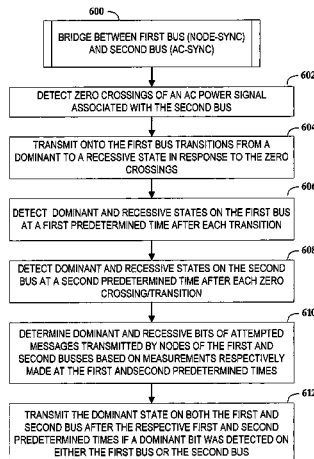 600
BRIDGE BETWEEN FIRST BUS (NODE-SYNC)
AND SECOND BUS (AC-SYNC)
602
DETECT ZERO CROSSINGS OF AN AC POWER SIGNAL
ASSOCIATED WITH THE SECOND BUS
604
TRANSMIT ONTO THE FIRST BUS TRANSITIONS FROM A
DOMINANT TO A RECESSIVE STATE IN RESPONSE TO THE ZERO
CROSSINGS
606
DETECT DOMINANT AND RECESSIVE STATES ON THE FIRST BUS
AT A FIRST PREDETERMINED TIME AFTER EACH TRANSITION
608
DETECT DOMINANT AND RECESSIVE STATES ON THE SECOND
BUS AT A SECOND PREDETERMINED TIME AFTER EACH ZERO
CROSSING/TRANSITION
610
DETERMINE DOMINANT AND RECESSIVE BITS OF ATTEMPTED
MESSAGES TRANSMITTED BY NODES OF THE FIRST AND
SECOND BUSSES BASED ON MEASUREMENTS RESPECTIVELY
MADE AT THE FIRST ANDSECOND PREDETERMINED TIMES
612
TRANSMIT THE DOMINANT STATE ON BOTH THE FIRST AND
SECOND BUS AFTER THE RESPECTIVE FIRST AND SECOND
PREDETERMINED TIMES IF A DOMINANT BIT WAS DETECTED ON
EITHER THE FIRST BUS OR THE SECOND BUS